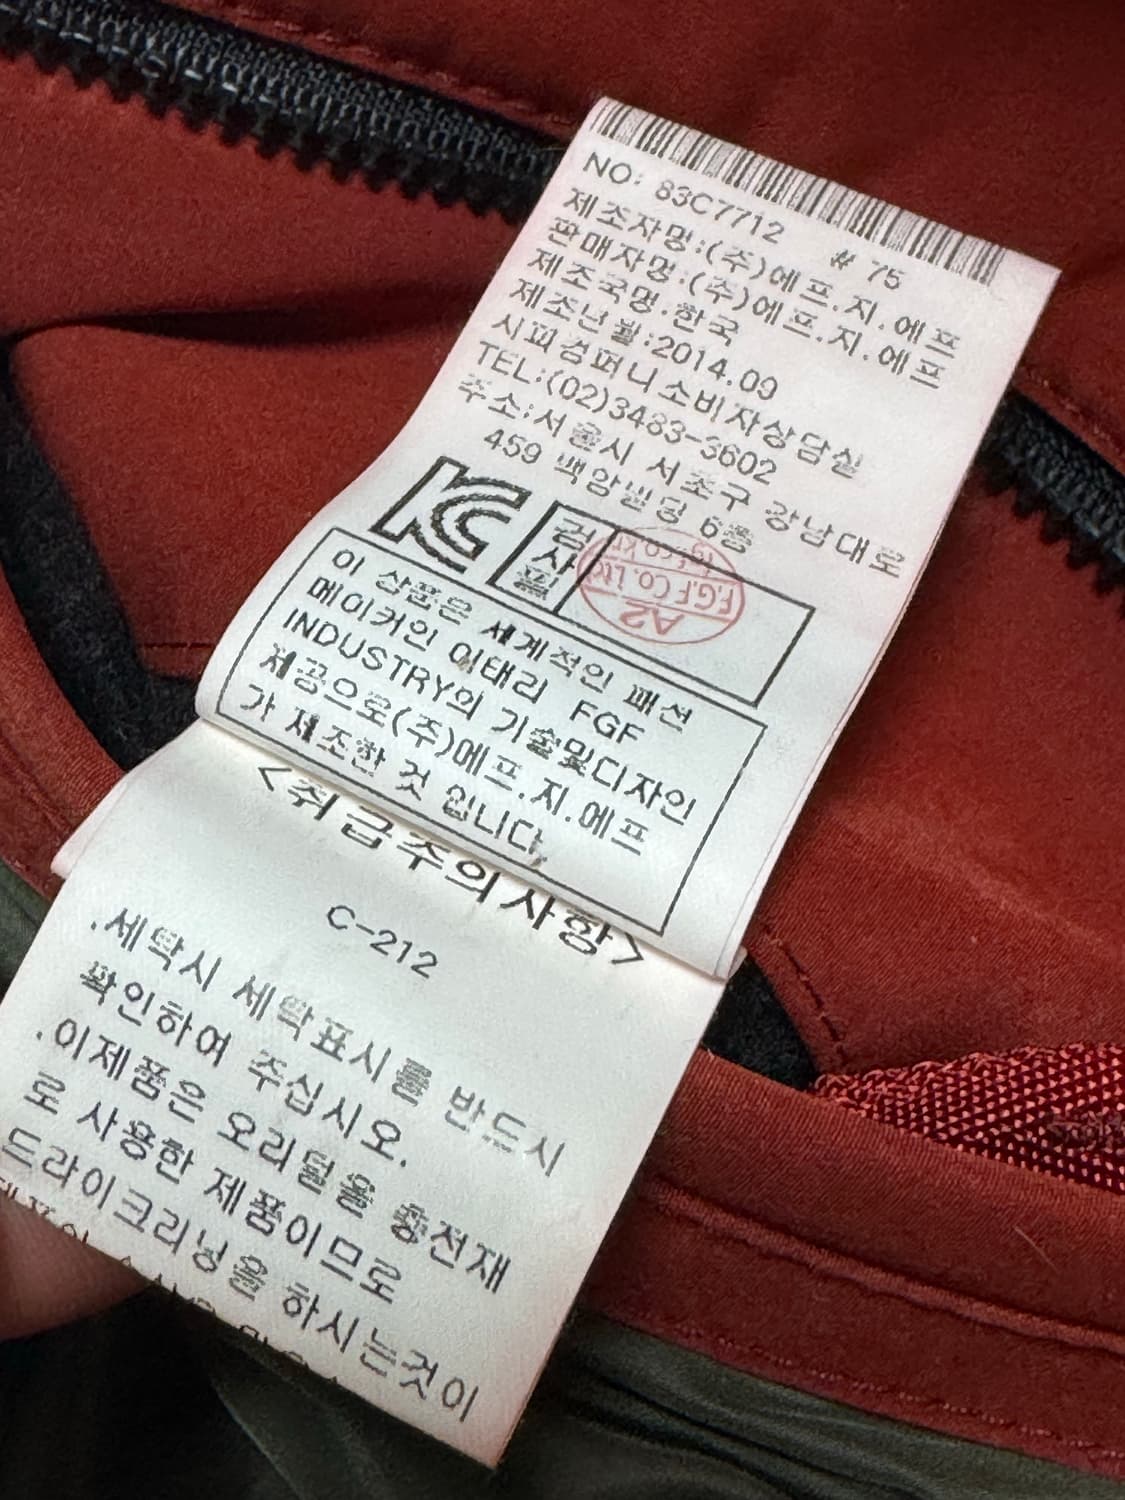 NO: 83C7712 # 75
제조자명:(주)에프.지.에프
판매자명:(주)에프.지.에프
제조국명.한국
제조년월:2014.09
시피컴퍼니소비자상담실
TEL:(02)3483-3602
주소:서울시 서초구 강남대로
459 백암빌딩 6층
KC
검사필
A2
F.G.F Co. Ltd
fgf.co.kr
이 상품은 세계적인 패션
메이커인 이태리 FGF
INDUSTRY의 기술및디자인
제공으로(주)에프.지.에프
가 제조한 것 입니다.
<취급주의사항>
C-212
.세탁시 세탁표시를 반드시
확인하여 주십시오.
.이제품은 오리털을 충전재
로 사용한 제품이므로
드라이크리닝을 하시는것이